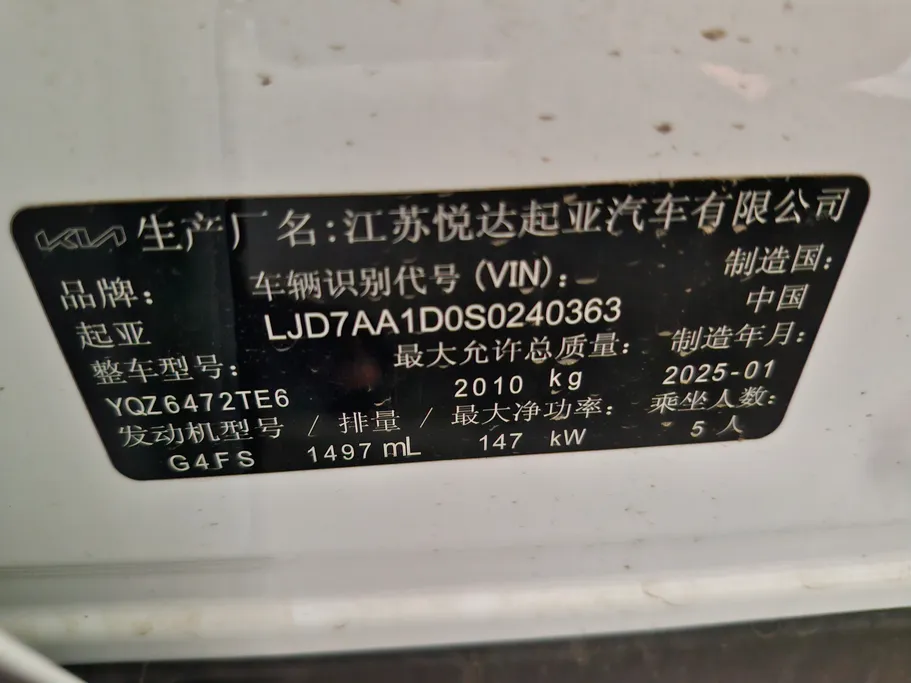 KIA 生产厂名:江苏悦达起亚汽车有限公司
品牌: 车辆识别代号(VIN): 制造国:
起亚 LJD7AA1D0S0240363 中国
整车型号: 最大允许总质量: 制造年月:
YQZ6472TE6 2010 kg 2025-01
发动机型号 / 排量 / 最大净功率: 乘坐人数:
G4FS 1497 mL 147 kW 5 人